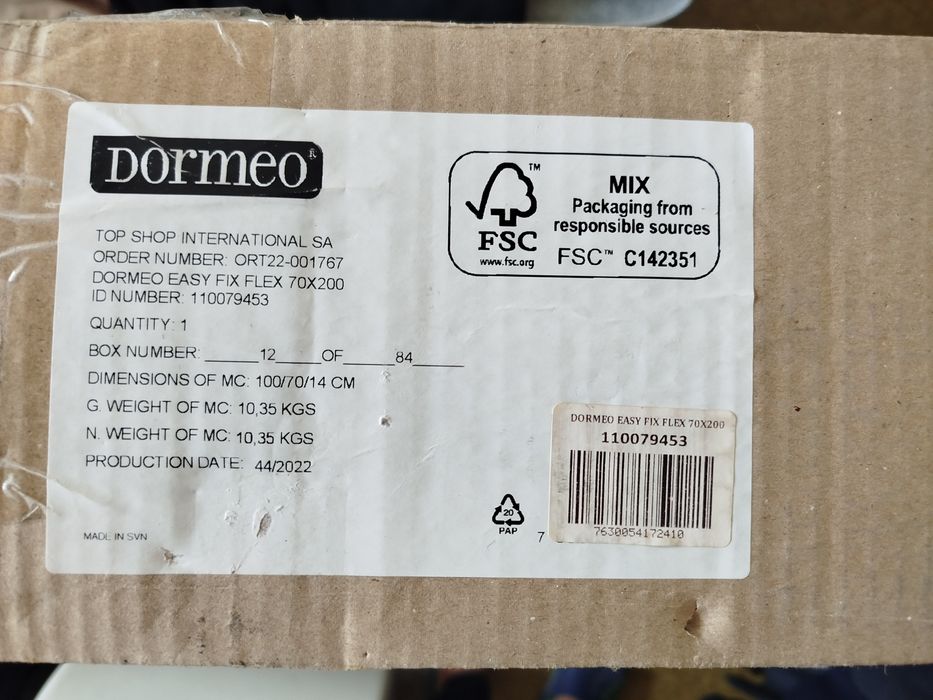 DORMEO®
TOP SHOP INTERNATIONAL SA
ORDER NUMBER: ORT22-001767
DORMEO EASY FIX FLEX 70X200
ID NUMBER: 110079453
QUANTITY: 1
BOX NUMBER: ______12_____OF_____84______
DIMENSIONS OF MC: 100/70/14 CM
G. WEIGHT OF MC: 10,35 KGS
N. WEIGHT OF MC: 10,35 KGS
PRODUCTION DATE: 44/2022
MADE IN SVN
™
FSC
www.fsc.org
MIX
Packaging from
responsible sources
FSC™ C142351
20
PAP
7
DORMEO EASY FIX FLEX 70X200
110079453
7630054172410